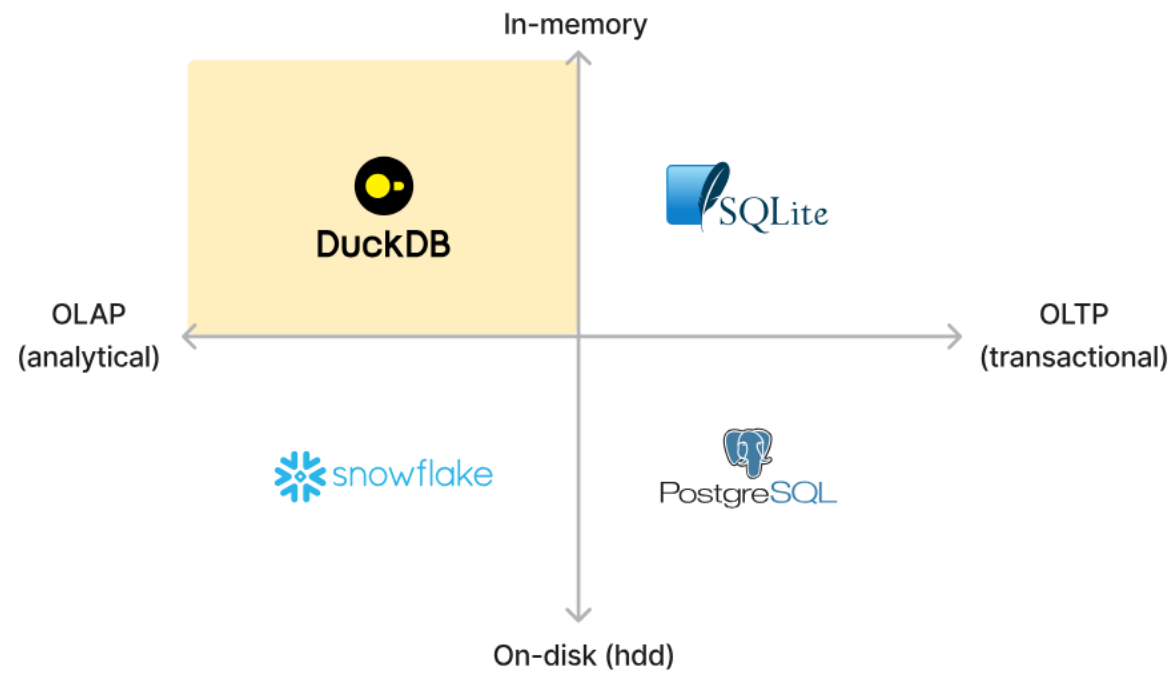 In-memory
DuckDB
SQLite
OLAP
(analytical)
OLTP
(transactional)
snowflake
PostgreSQL
On-disk (hdd)